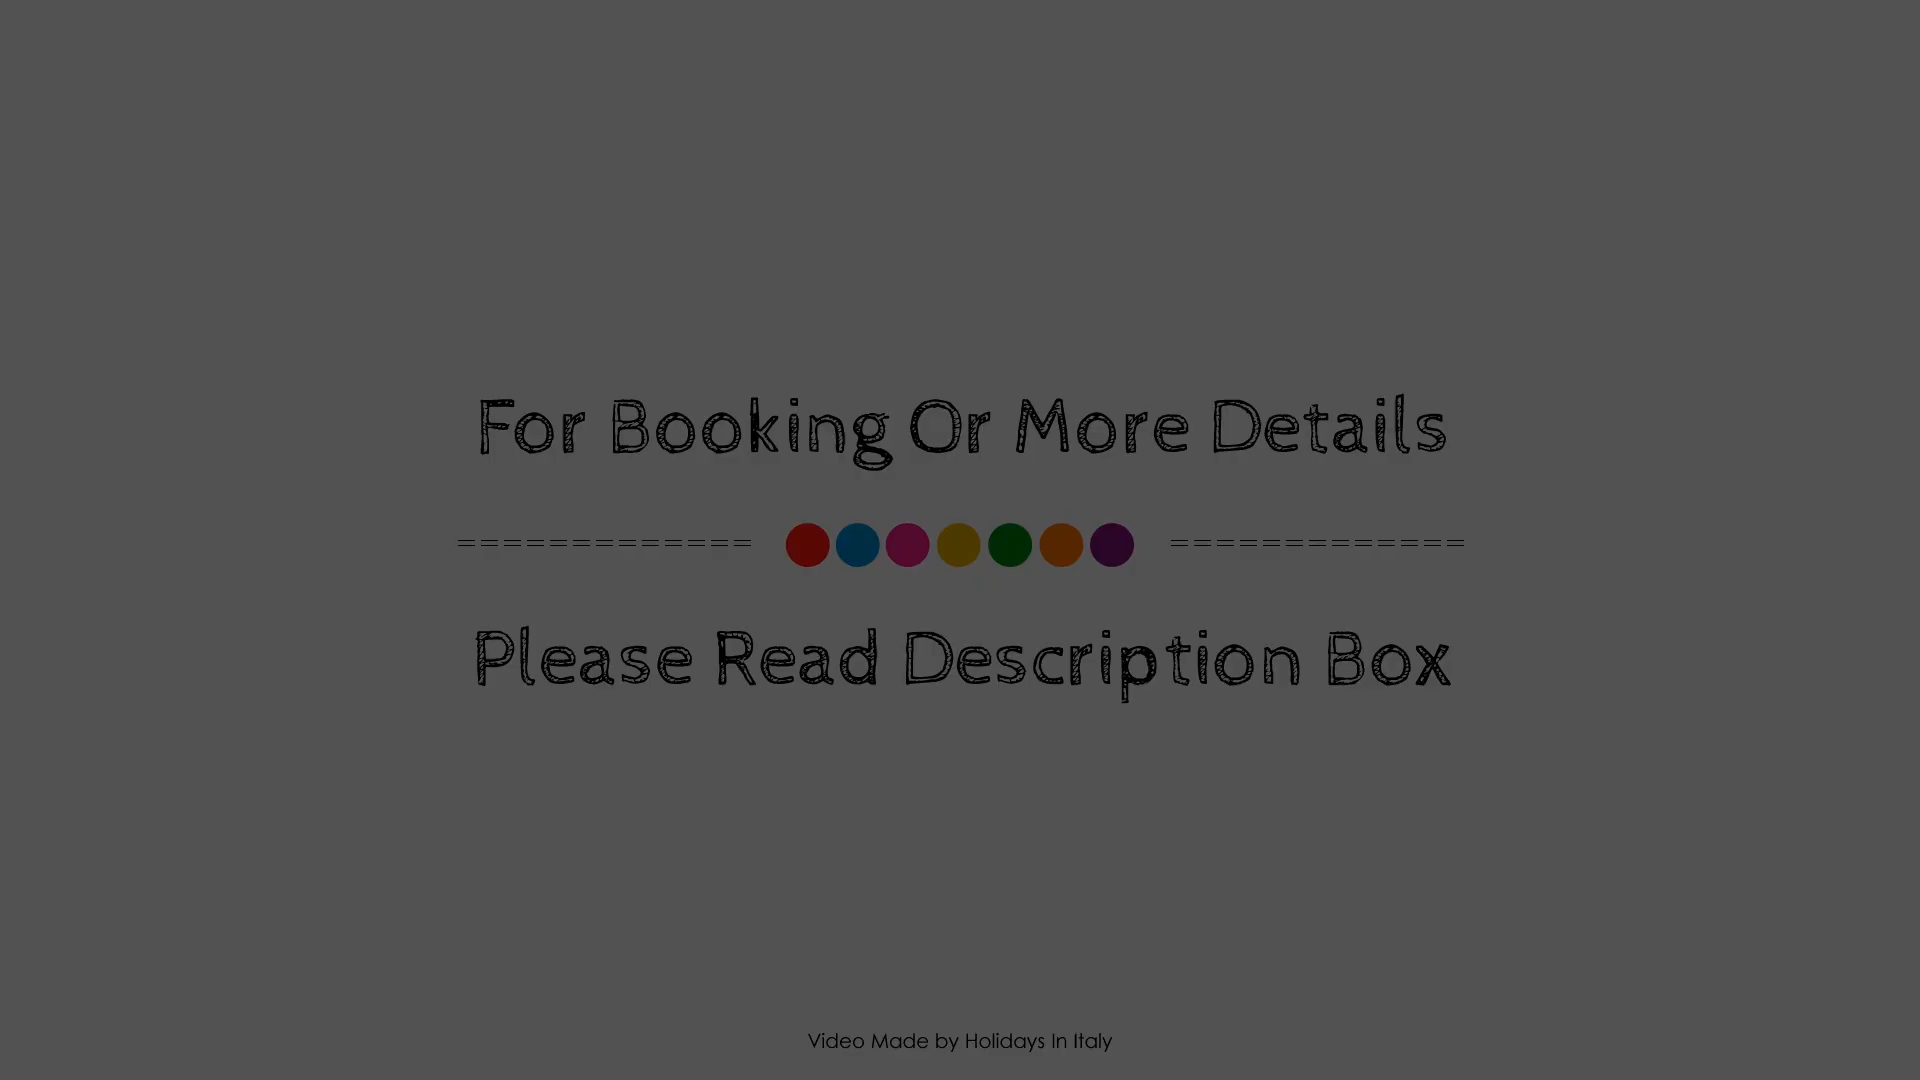 For Booking Or More Details
============= =============
Please Read Description Box
Video Made by Holidays In Italy